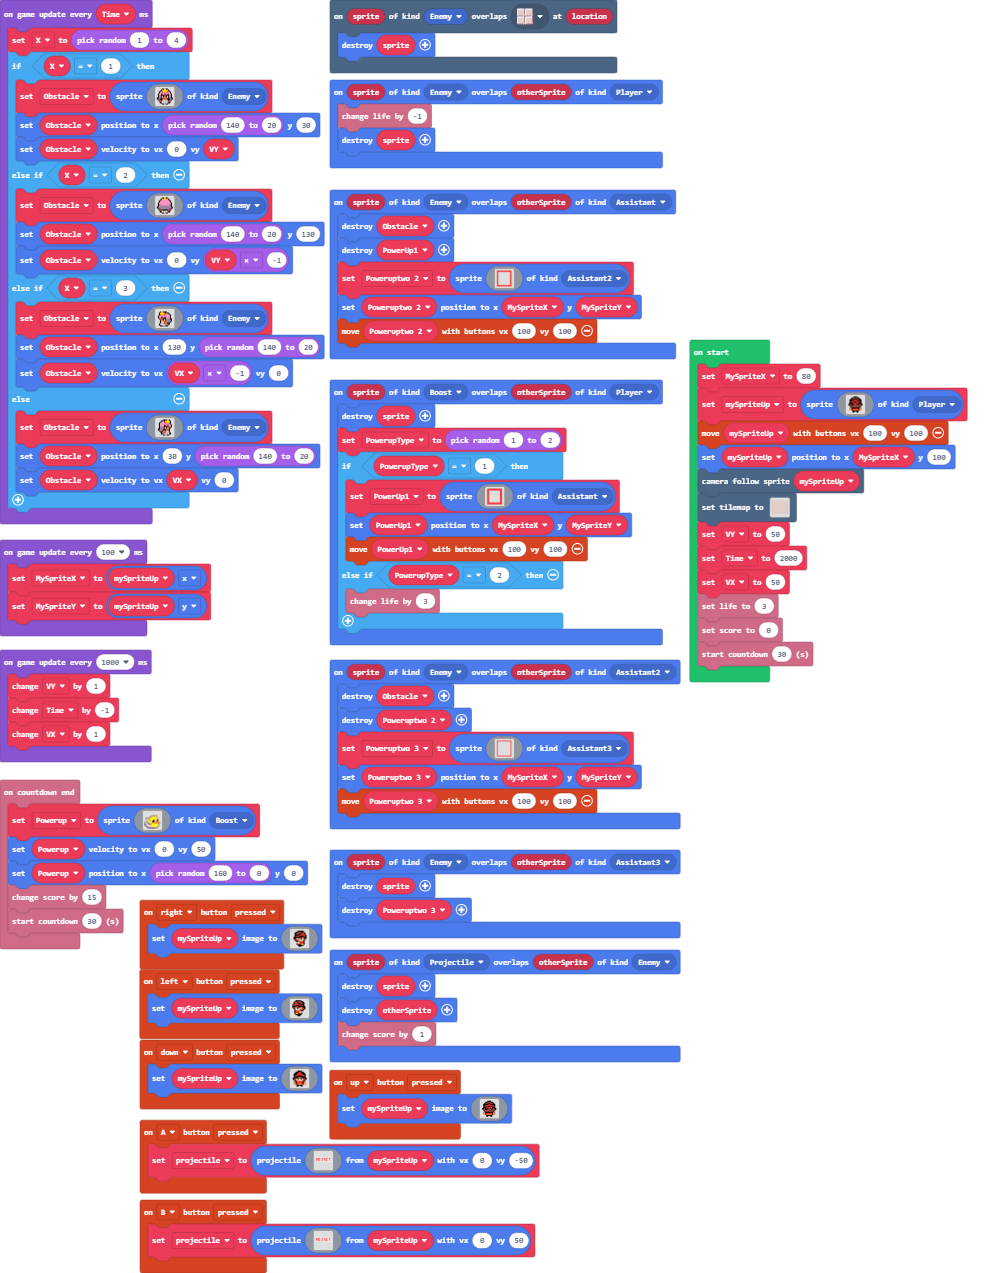 on game update every Time ms
set X to pick random 1 to 4
if X = 1 then
set Obstacle to sprite of kind Enemy
set Obstacle position to x pick random 140 to 20 y 30
set Obstacle velocity to vx 0 vy VY
else if X = 2 then
set Obstacle to sprite of kind Enemy
set Obstacle position to x pick random 140 to 20 y 130
set Obstacle velocity to vx 0 vy VY × -1
else if X = 3 then
set Obstacle to sprite of kind Enemy
set Obstacle position to x 130 y pick random 140 to 20
set Obstacle velocity to vx VX × -1 vy 0
else
set Obstacle to sprite of kind Enemy
set Obstacle position to x 30 y pick random 140 to 20
set Obstacle velocity to vx VX vy 0
on game update every 100 ms
set MySpriteX to mySpriteUp x
set MySpriteY to mySpriteUp y
on game update every 1000 ms
change VY by 1
change Time by -1
change VX by 1
on countdown end
set Powerup to sprite of kind Boost
set Powerup velocity to vx 0 vy 50
set Powerup position to x pick random 160 to 0 y 0
change score by 15
start countdown 30 (s)
on right button pressed
set mySpriteUp image to
on left button pressed
set mySpriteUp image to
on down button pressed
set mySpriteUp image to
on A button pressed
set projectile to projectile from mySpriteUp with vx 0 vy -50
on B button pressed
set projectile to projectile from mySpriteUp with vx 0 vy 50
on sprite of kind Enemy overlaps at location
destroy sprite
on sprite of kind Enemy overlaps otherSprite of kind Player
change life by -1
destroy sprite
on sprite of kind Enemy overlaps otherSprite of kind Assistant
destroy Obstacle
destroy PowerUp1
set Poweruptwo 2 to sprite of kind Assistant2
set Poweruptwo 2 position to x MySpriteX y MySpriteY
move Poweruptwo 2 with buttons vx 100 vy 100
on sprite of kind Boost overlaps otherSprite of kind Player
destroy sprite
set PowerupType to pick random 1 to 2
if PowerupType = 1 then
set PowerUp1 to sprite of kind Assistant
set PowerUp1 position to x MySpriteX y MySpriteY
move PowerUp1 with buttons vx 100 vy 100
else if PowerupType = 2 then
change life by 3
on sprite of kind Enemy overlaps otherSprite of kind Assistant2
destroy Obstacle
destroy Poweruptwo 2
set Poweruptwo 3 to sprite of kind Assistant3
set Poweruptwo 3 position to x MySpriteX y MySpriteY
move Poweruptwo 3 with buttons vx 100 vy 100
on sprite of kind Enemy overlaps otherSprite of kind Assistant3
destroy sprite
destroy Poweruptwo 3
on sprite of kind Projectile overlaps otherSprite of kind Enemy
destroy sprite
destroy otherSprite
change score by 1
on up button pressed
set mySpriteUp image to
on start
set MySpriteX to 80
set mySpriteUp to sprite of kind Player
move mySpriteUp with buttons vx 100 vy 100
set mySpriteUp position to x MySpriteX y 100
camera follow sprite mySpriteUp
set tilemap to
set VY to 50
set Time to 2000
set VX to 50
set life to 3
set score to 0
start countdown 30 (s)